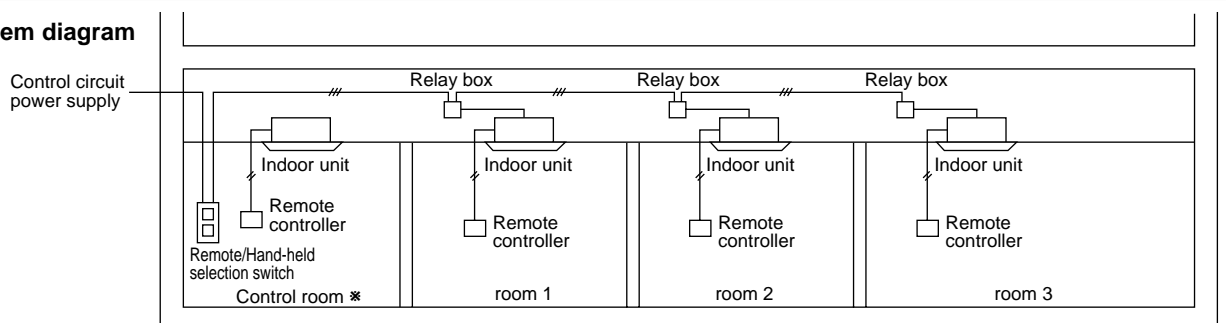 em diagram
Control circuit
power supply
Relay box
Relay box
Relay box
Indoor unit
Indoor unit
Indoor unit
Indoor unit
Remote
controller
Remote
controller
Remote
controller
Remote
controller
Remote/Hand-held
selection switch
Control room ※
room 1
room 2
room 3